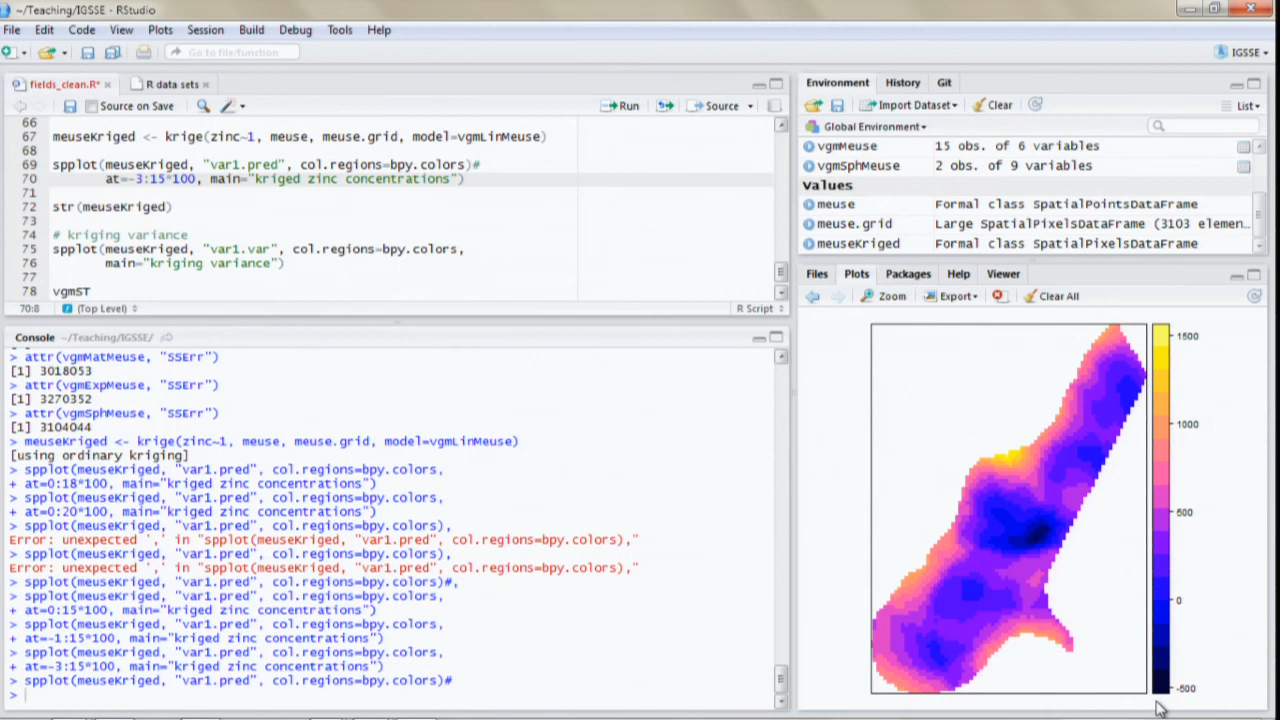 ~/Teaching/IGSSE - RStudio
File Edit Code View Plots Session Build Debug Tools Help
Go to file/function
IGSSE
fields_clean.R* × R data sets ×
Source on Save Run Source
66
67 meuseKriged <- krige(zinc~1, meuse, meuse.grid, model=vgmLinMeuse)
68
69 spplot(meuseKriged, "var1.pred", col.regions=bpy.colors)#
70 at=-3:15*100, main="kriged zinc concentrations")
71
72 str(meuseKriged)
73
74 # kriging variance
75 spplot(meuseKriged, "var1.var", col.regions=bpy.colors,
76 main="kriging variance")
77
78 vgmST
70:8 (Top Level) R Script
Console ~/Teaching/IGSSE/
> attr(vgmMatMeuse, "SSErr")
[1] 3018053
> attr(vgmExpMeuse, "SSErr")
[1] 3270352
> attr(vgmSphMeuse, "SSErr")
[1] 3104044
> meuseKriged <- krige(zinc~1, meuse, meuse.grid, model=vgmLinMeuse)
[using ordinary kriging]
> spplot(meuseKriged, "var1.pred", col.regions=bpy.colors,
+ at=0:18*100, main="kriged zinc concentrations")
> spplot(meuseKriged, "var1.pred", col.regions=bpy.colors,
+ at=0:20*100, main="kriged zinc concentrations")
> spplot(meuseKriged, "var1.pred", col.regions=bpy.colors),
Error: unexpected ',' in "spplot(meuseKriged, "var1.pred", col.regions=bpy.colors),"
> spplot(meuseKriged, "var1.pred", col.regions=bpy.colors),
Error: unexpected ',' in "spplot(meuseKriged, "var1.pred", col.regions=bpy.colors),"
> spplot(meuseKriged, "var1.pred", col.regions=bpy.colors)#,
> spplot(meuseKriged, "var1.pred", col.regions=bpy.colors,
+ at=0:15*100, main="kriged zinc concentrations")
> spplot(meuseKriged, "var1.pred", col.regions=bpy.colors,
+ at=-1:15*100, main="kriged zinc concentrations")
> spplot(meuseKriged, "var1.pred", col.regions=bpy.colors,
+ at=-3:15*100, main="kriged zinc concentrations")
> spplot(meuseKriged, "var1.pred", col.regions=bpy.colors)#
>
Environment History Git
Import Dataset Clear List
Global Environment
vgmMeuse 15 obs. of 6 variables
vgmSphMeuse 2 obs. of 9 variables
Values
meuse Formal class SpatialPointsDataFrame
meuse.grid Large SpatialPixelsDataFrame (3103 elemen…
meuseKriged Formal class SpatialPixelsDataFrame
Files Plots Packages Help Viewer
Zoom Export Clear All
1500
1000
500
0
-500